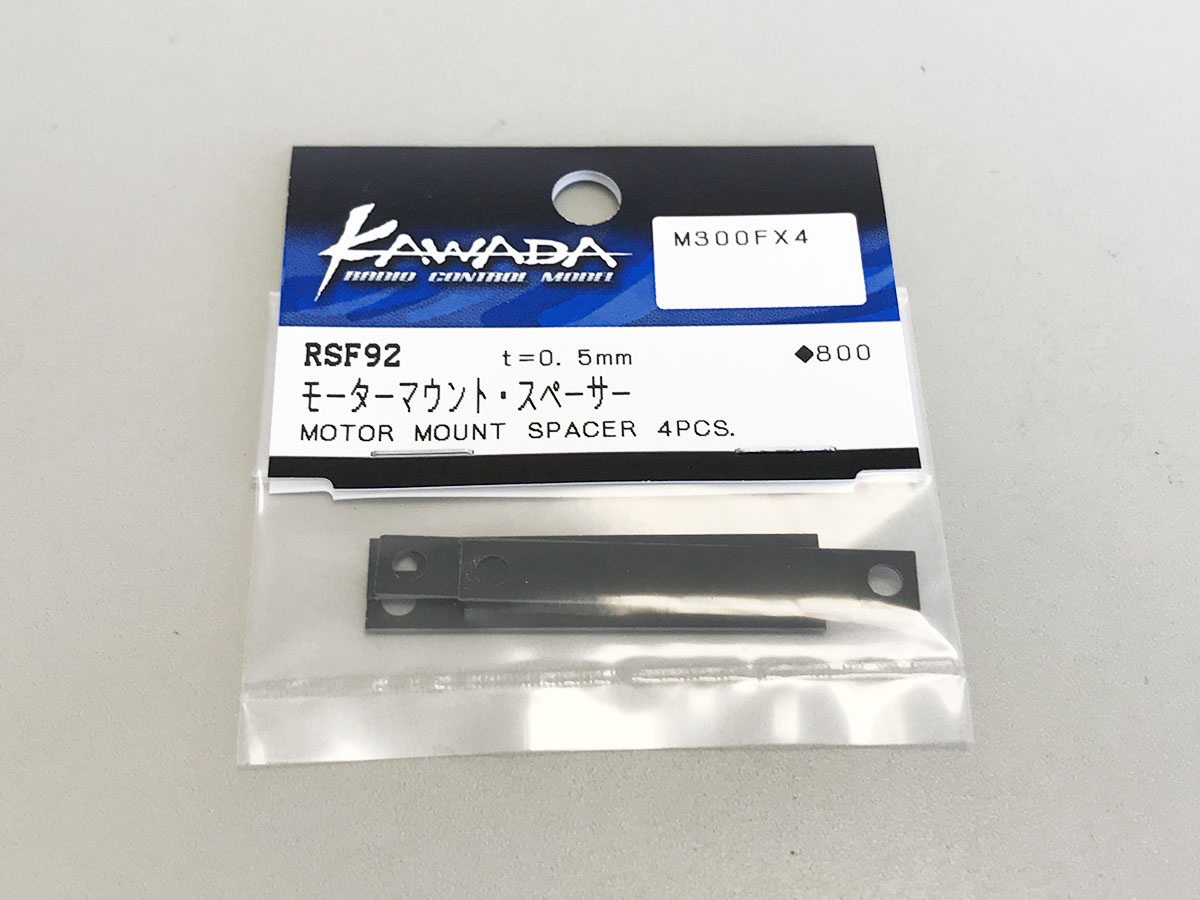 KAWADA
RADIO CONTROL MODEL
M300FX4
RSF92 t=0.5mm ◆800
モーターマウント・スペーサー
MOTOR MOUNT SPACER 4PCS.